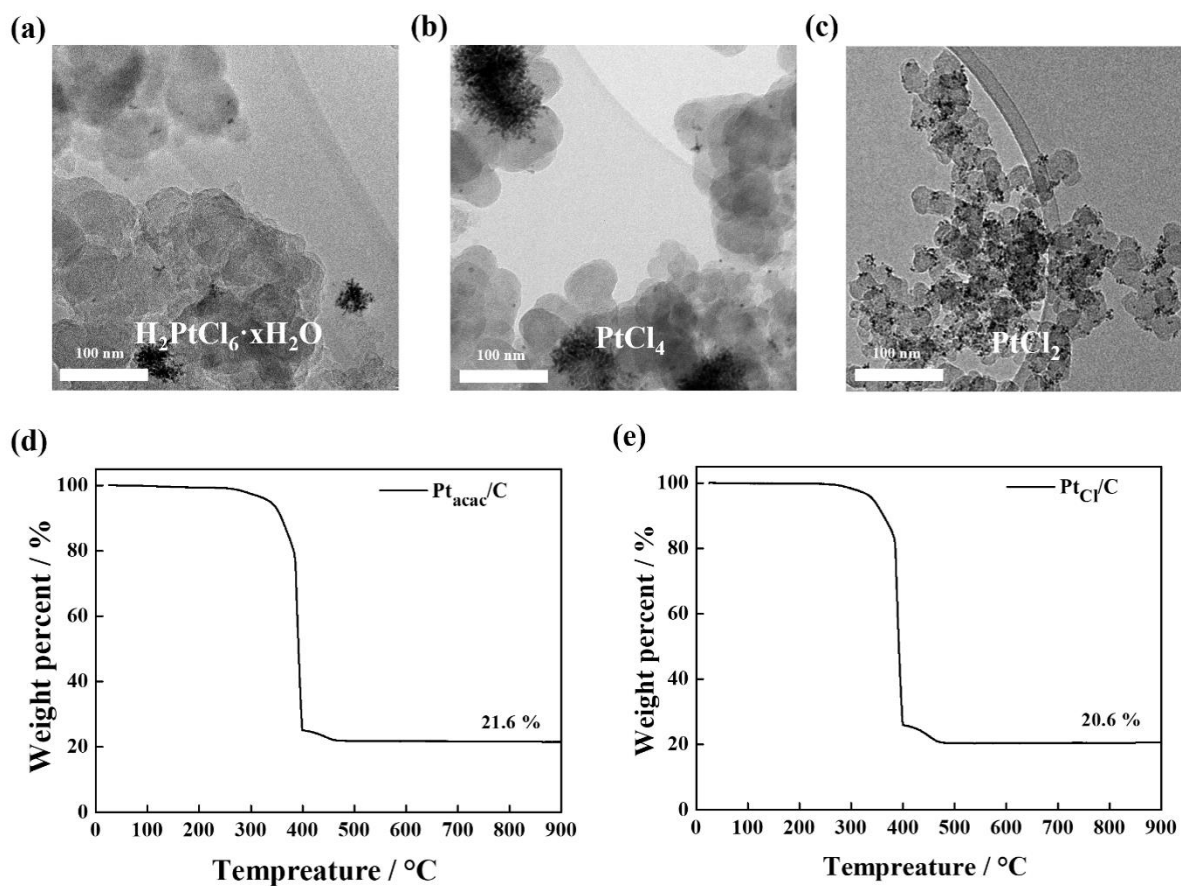 (a)
(b)
(c)
H₂PtCl₆·xH₂O
100 nm
PtCl₄
100 nm
PtCl₂
100 nm
(d)
(e)
Weight percent / %
100
80
60
40
20
0
Pt_acac/C
21.6 %
0 100 200 300 400 500 600 700 800 900
Tempreature / °C
Weight percent / %
100
80
60
40
20
0
Pt_Cl/C
20.6 %
0 100 200 300 400 500 600 700 800 900
Tempreature / °C